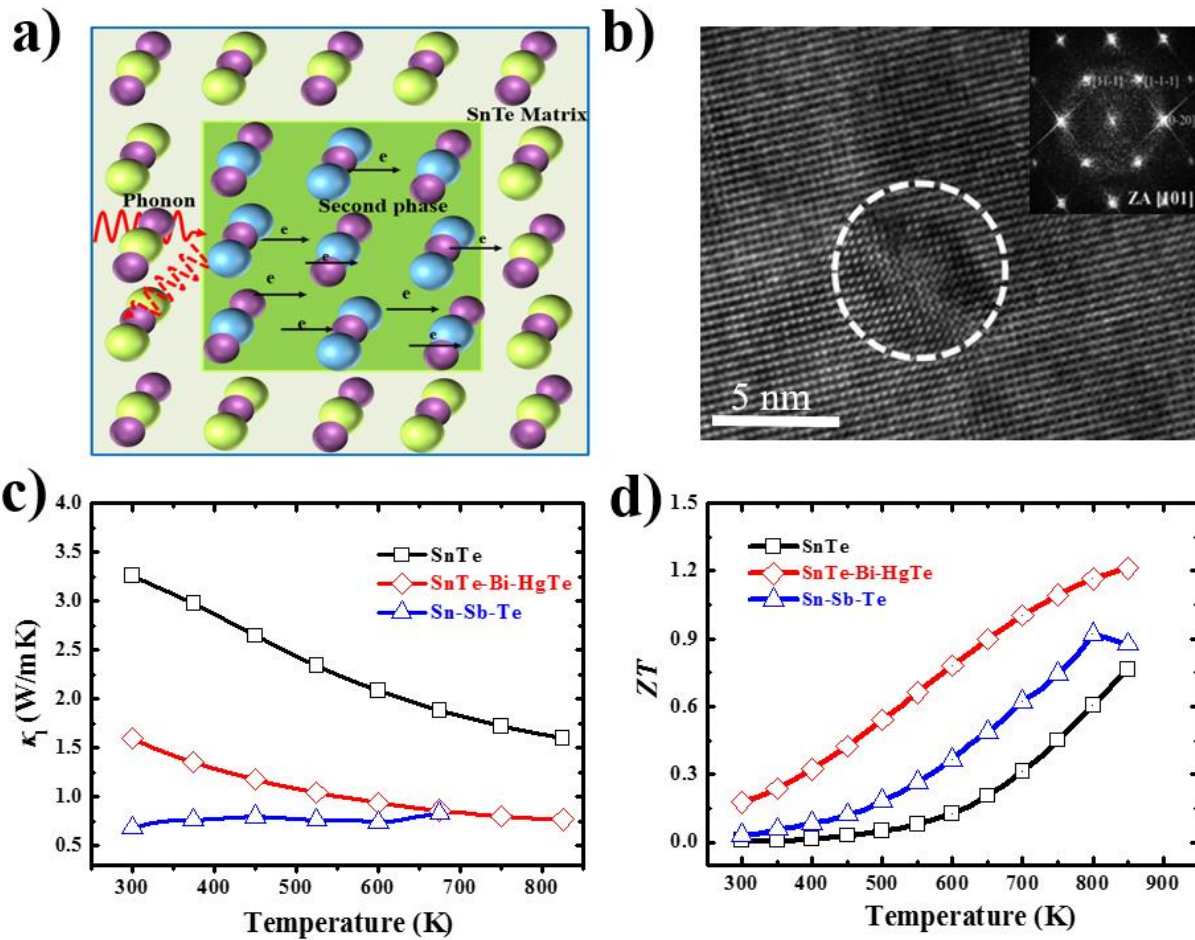 a)
SnTe Matrix
e
Second phase
Phonon
e
e
e
e
e
e
e
b)
ZA [101]
5 nm
c)
κl (W/mK)
4.0
3.5
3.0
2.5
2.0
1.5
1.0
0.5
SnTe
SnTe-Bi-HgTe
Sn-Sb-Te
300 400 500 600 700 800
Temperature (K)
d)
ZT
1.5
1.2
0.9
0.6
0.3
0.0
SnTe
SnTe-Bi-HgTe
Sn-Sb-Te
300 400 500 600 700 800 900
Temperature (K)